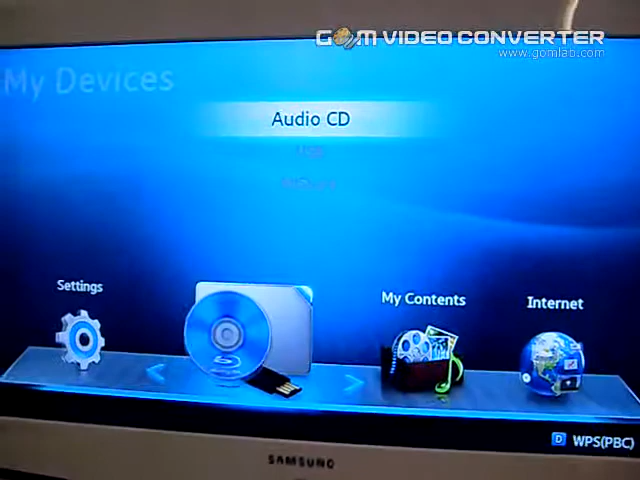 GOM VIDEO CONVERTER
www.gomlab.com
My Devices
Audio CD
Settings
My Contents
Internet
D WPS(PBC)
SAMSUNG